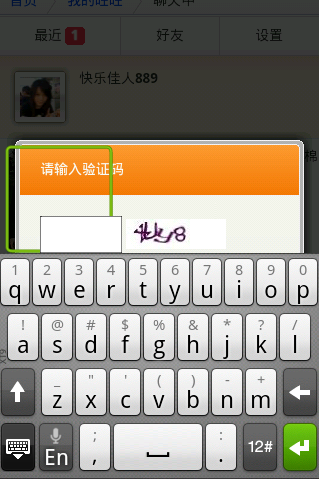 首页 我的旺旺 聊天中
最近 1 好友 设置
快乐佳人889
棉
请输入验证码
1 2 3 4 5 6 7 8 9 0
q w e r t y u i o p
! @ # $ % & * ? /
a s d f g h j k l
_ " ' ( ) - +
z x c v b n m
En ; , : . 12#